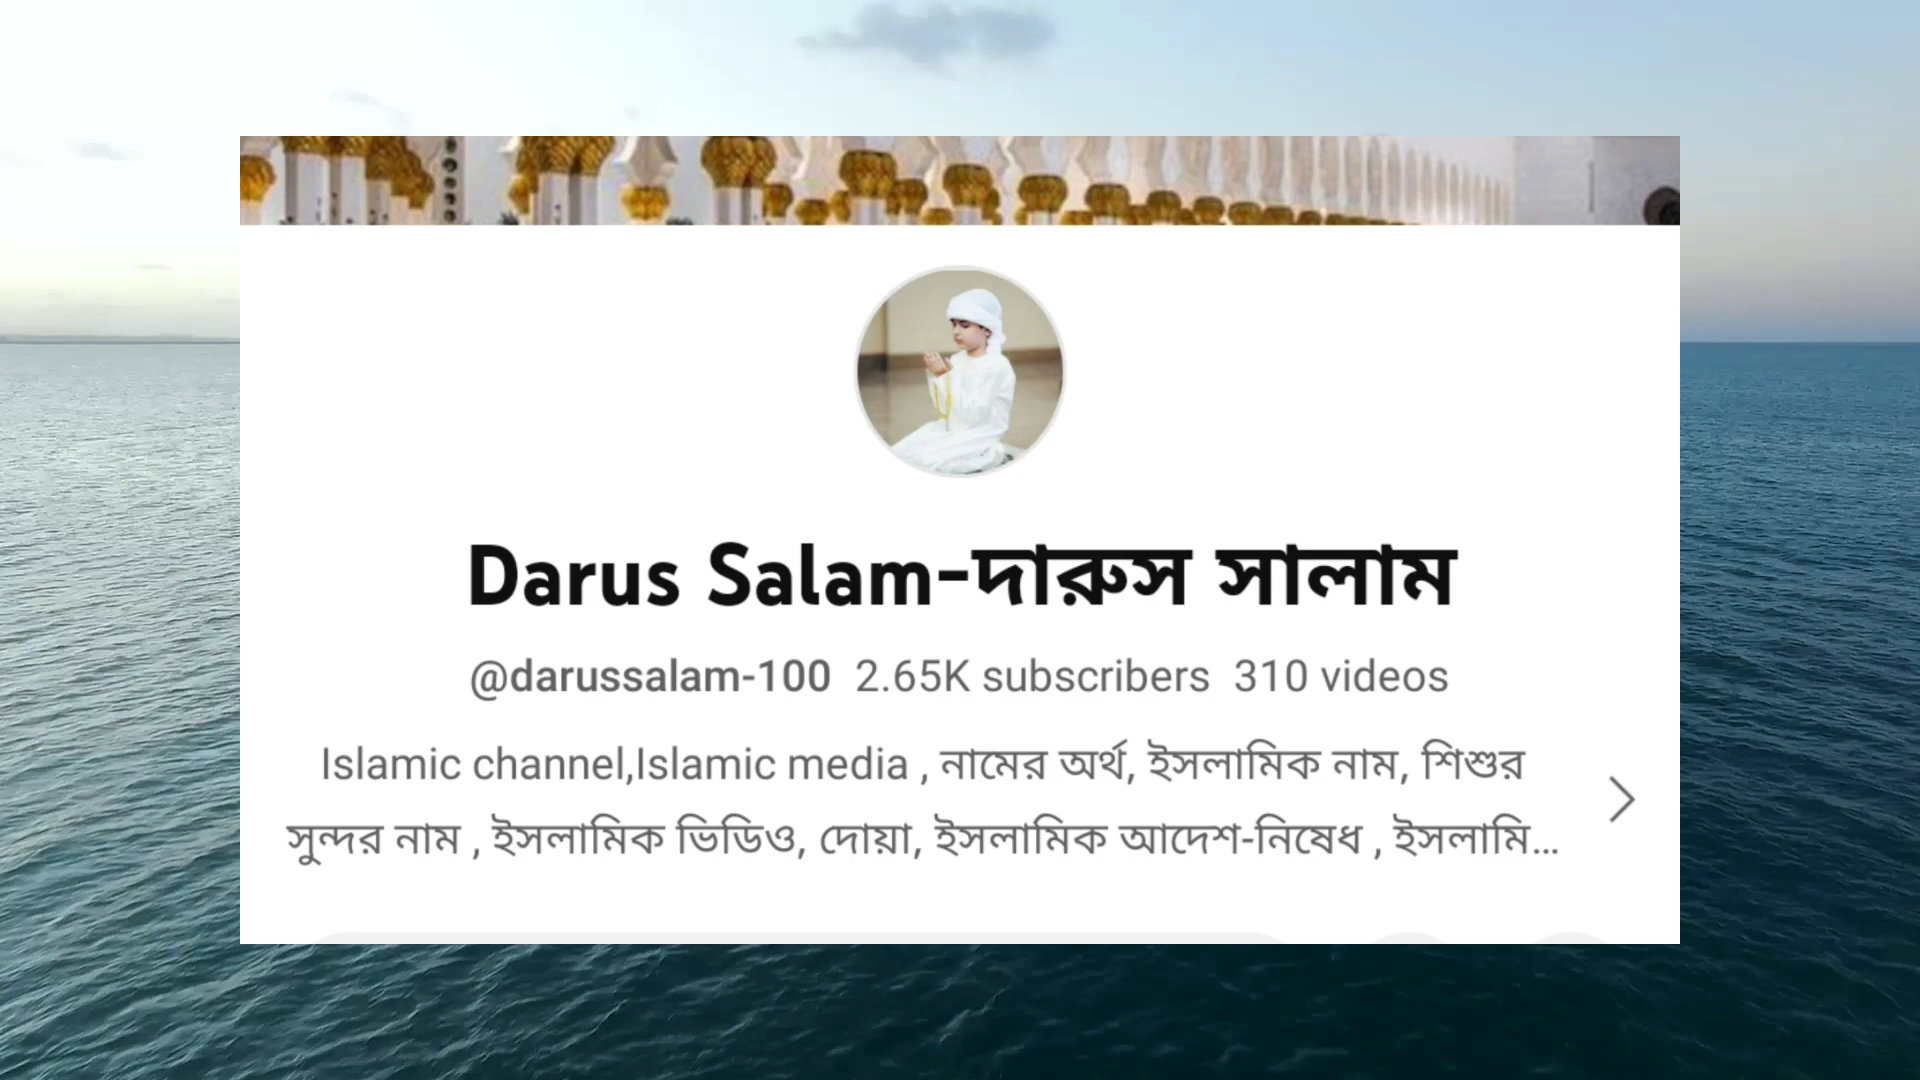 Darus Salam-দারুস সালাম
@darussalam-100 2.65K subscribers 310 videos
Islamic channel,Islamic media , নামের অর্থ, ইসলামিক নাম, শিশুর
সুন্দর নাম , ইসলামিক ভিডিও, দোয়া, ইসলামিক আদেশ-নিষেধ , ইসলামি...